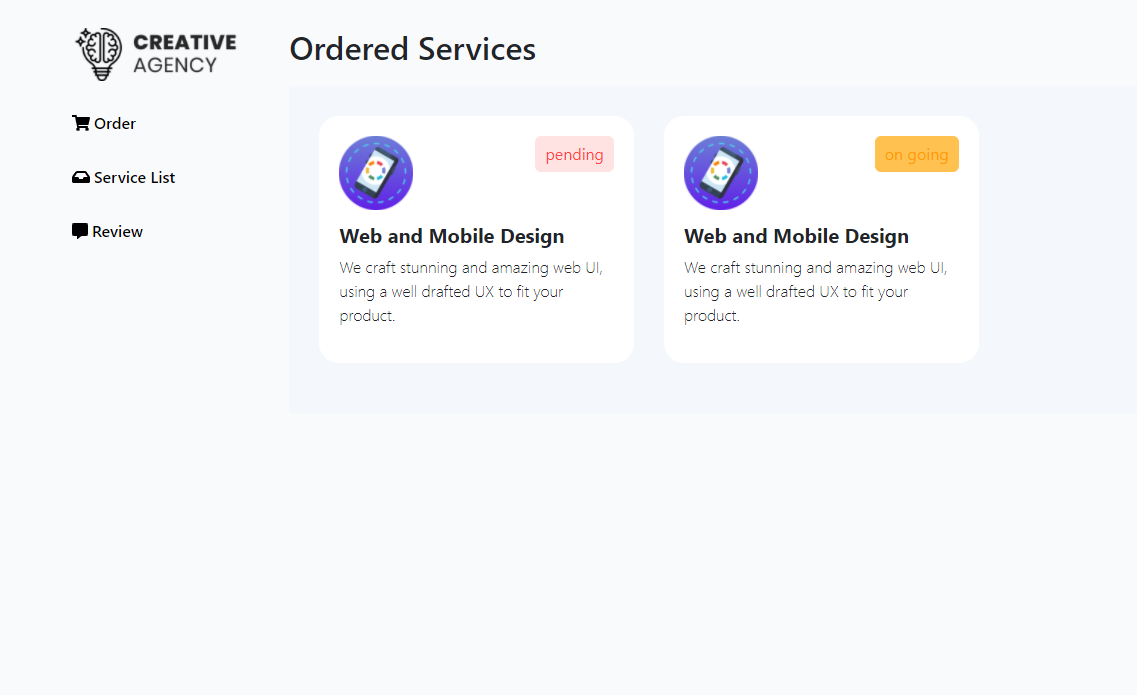 CREATIVE
AGENCY
Order
Service List
Review
Ordered Services
pending
Web and Mobile Design
We craft stunning and amazing web UI,
using a well drafted UX to fit your
product.
on going
Web and Mobile Design
We craft stunning and amazing web UI,
using a well drafted UX to fit your
product.